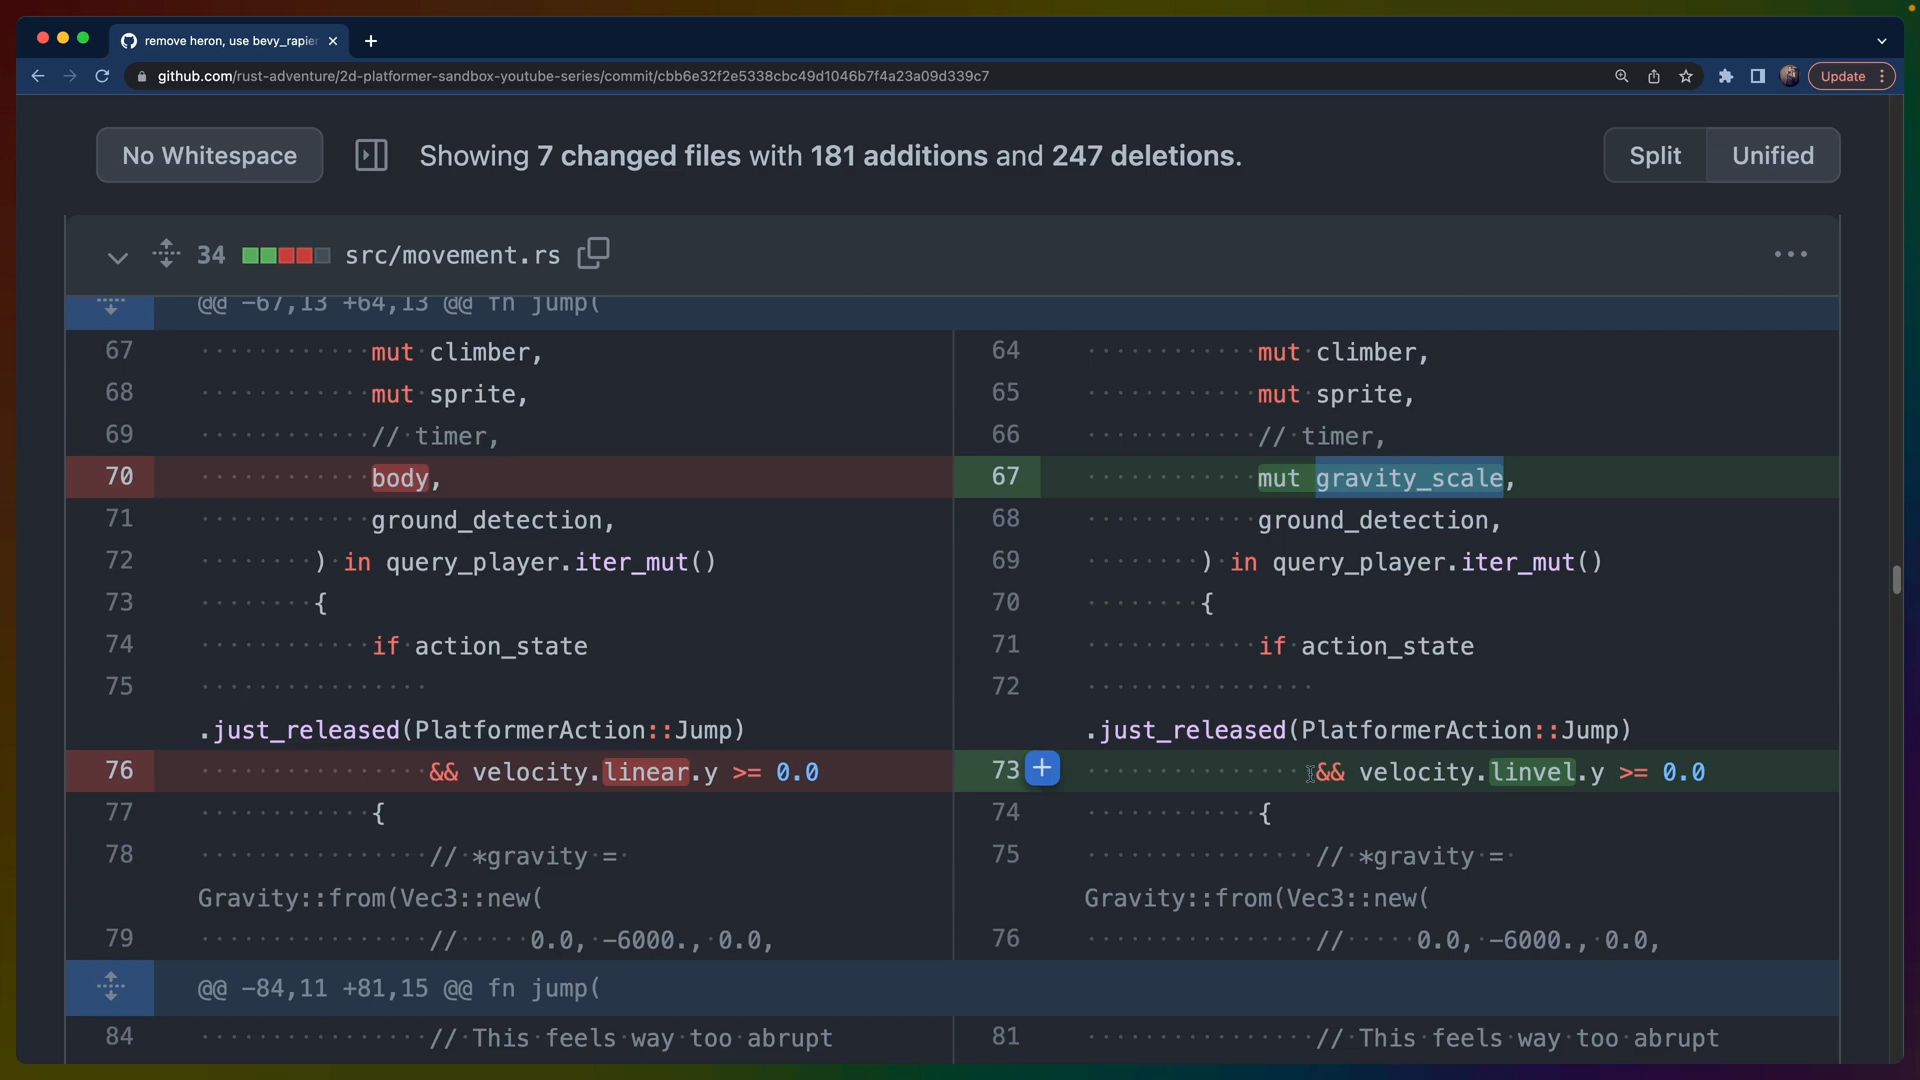 remove heron, use bevy_rapier
github.com/rust-adventure/2d-platformer-sandbox-youtube-series/commit/cbb6e32f2e5338cbc49d1046b7f4a23a09d339c7
Update
No Whitespace
Showing 7 changed files with 181 additions and 247 deletions.
Split Unified
34 src/movement.rs
@@ -67,13 +64,13 @@ fn jump(
67 mut climber,
68 mut sprite,
69 // timer,
70 body,
71 ground_detection,
72 ) in query_player.iter_mut()
73 {
74 if action_state
75
.just_released(PlatformerAction::Jump)
76 && velocity.linear.y >= 0.0
77 {
78 // *gravity =
Gravity::from(Vec3::new(
79 // 0.0, -6000., 0.0,
64 mut climber,
65 mut sprite,
66 // timer,
67 mut gravity_scale,
68 ground_detection,
69 ) in query_player.iter_mut()
70 {
71 if action_state
72
.just_released(PlatformerAction::Jump)
73 && velocity.linvel.y >= 0.0
74 {
75 // *gravity =
Gravity::from(Vec3::new(
76 // 0.0, -6000., 0.0,
@@ -84,11 +81,15 @@ fn jump(
84 // This feels way too abrupt
81 // This feels way too abrupt